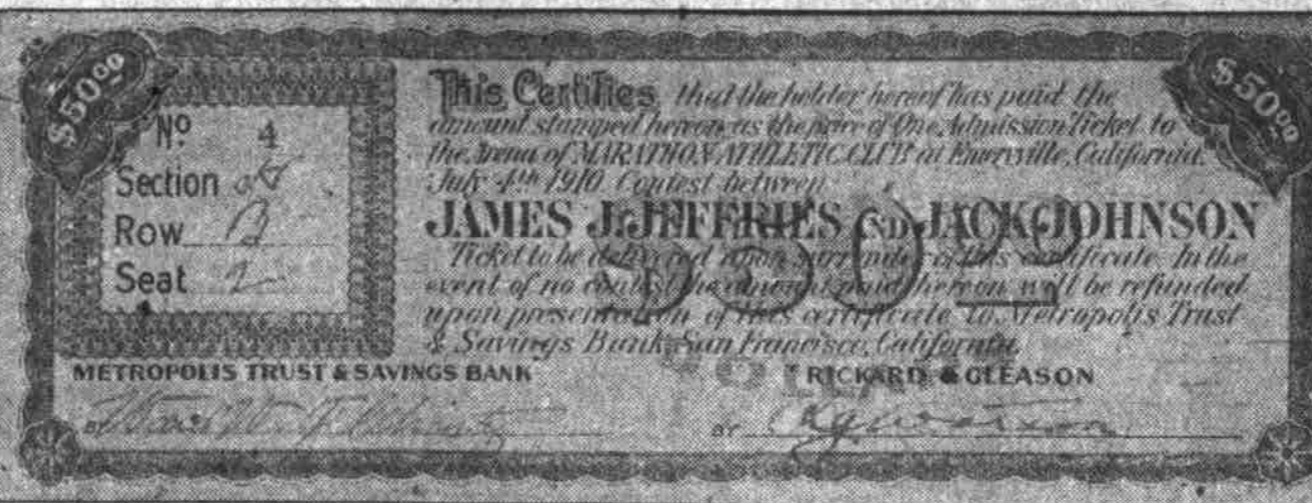 $50.00
$50.00
No 4
Section
Row B
Seat 2
This Certifies that the holder hereof has paid the
amount stamped hereon as the price of One Admission Ticket to
the Arena of MARATHON ATHLETIC CLUB at Emeryville, California.
July 4th 1910 Contest between
JAMES J. JEFFERIES AND JACK JOHNSON
Ticket to be delivered upon surrender of this certificate. In the
event of no contest the amount paid hereon will be refunded
upon presentation of this certificate to Metropolis Trust
& Savings Bank, San Francisco, California.
$50.00
METROPOLIS TRUST & SAVINGS BANK
RICKARD & GLEASON
BY
BY